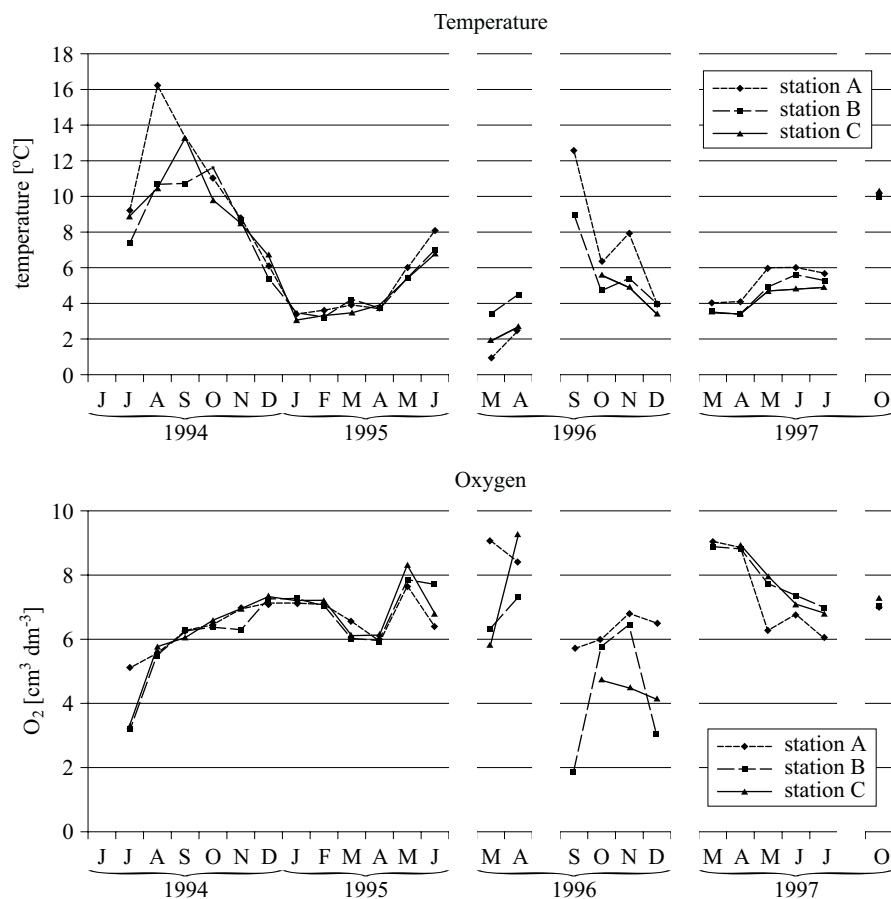 Temperature
temperature [ºC]
18
16
14
12
10
8
6
4
2
0
station A
station B
station C
J J A S O N D J F M A M J M A S O N D M A M J J O
1994 1995 1996 1997
Oxygen
O₂ [cm³ dm⁻³]
10
8
6
4
2
0
station A
station B
station C
J J A S O N D J F M A M J M A S O N D M A M J J O
1994 1995 1996 1997